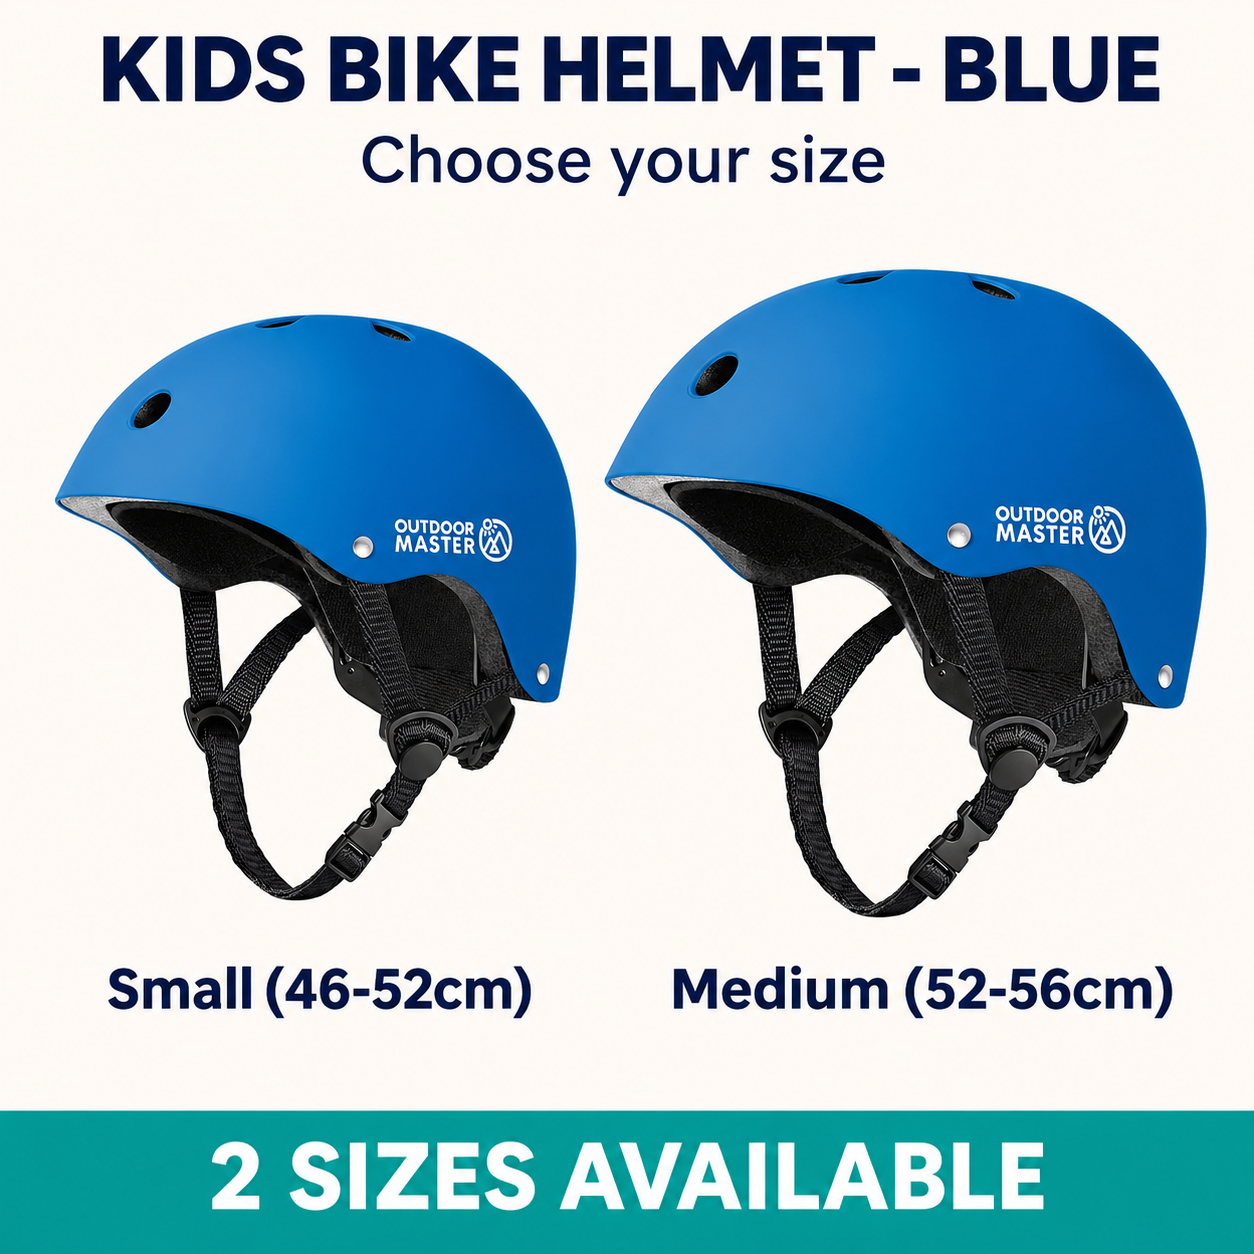 KIDS BIKE HELMET - BLUE
Choose your size
OUTDOOR
MASTER
OUTDOOR
MASTER
Small (46-52cm)
Medium (52-56cm)
2 SIZES AVAILABLE